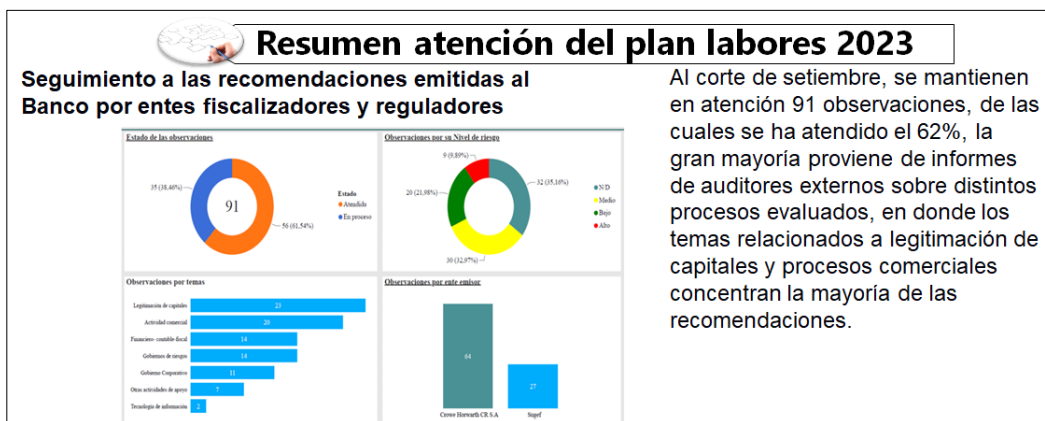 Resumen atención del plan labores 2023
Seguimiento a las recomendaciones emitidas al
Banco por entes fiscalizadores y reguladores
Estado de las observaciones
35 (38,46%)
91
56 (61,54%)
Estado
Atendida
En proceso
Observaciones por su Nivel de riesgo
9 (9,89%)
32 (35,16%)
20 (21,98%)
30 (32,97%)
N/D
Medio
Bajo
Alto
Observaciones por temas
Legitimación de capitales 23
Actividad comercial 20
Financiero- contable-fiscal 14
Gobiernos de riesgos 14
Gobierno Corporativo 11
Otras actividades de apoyo 7
Tecnología de información 2
Observaciones por ente emisor
64
27
Crowe Horwarth CR S.A
Sugef
Al corte de setiembre, se mantienen
en atención 91 observaciones, de las
cuales se ha atendido el 62%, la
gran mayoría proviene de informes
de auditores externos sobre distintos
procesos evaluados, en donde los
temas relacionados a legitimación de
capitales y procesos comerciales
concentran la mayoría de las
recomendaciones.